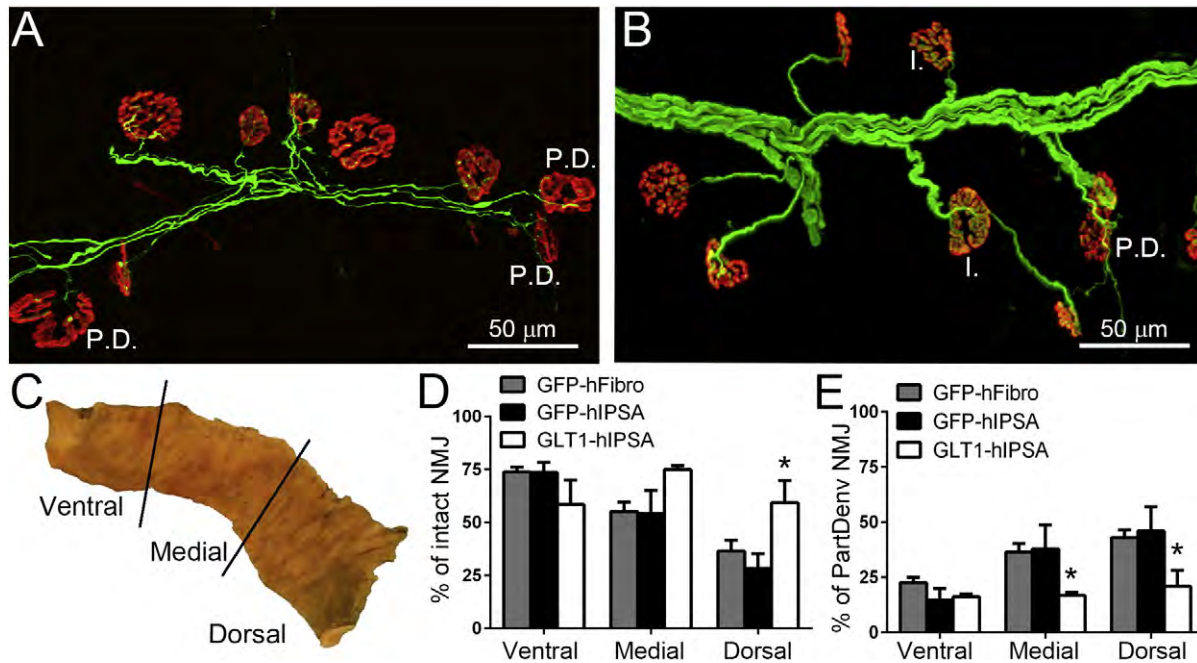 A
P.D.
P.D.
P.D.
50 μm
B
I.
I.
P.D.
50 μm
C
Ventral
Medial
Dorsal
D
GFP-hFibro
GFP-hIPSA
GLT1-hIPSA
% of intact NMJ
100
75
50
25
0
*
Ventral Medial Dorsal
E
GFP-hFibro
GFP-hIPSA
GLT1-hIPSA
% of PartDenv NMJ
100
75
50
25
0
*
*
Ventral Medial Dorsal